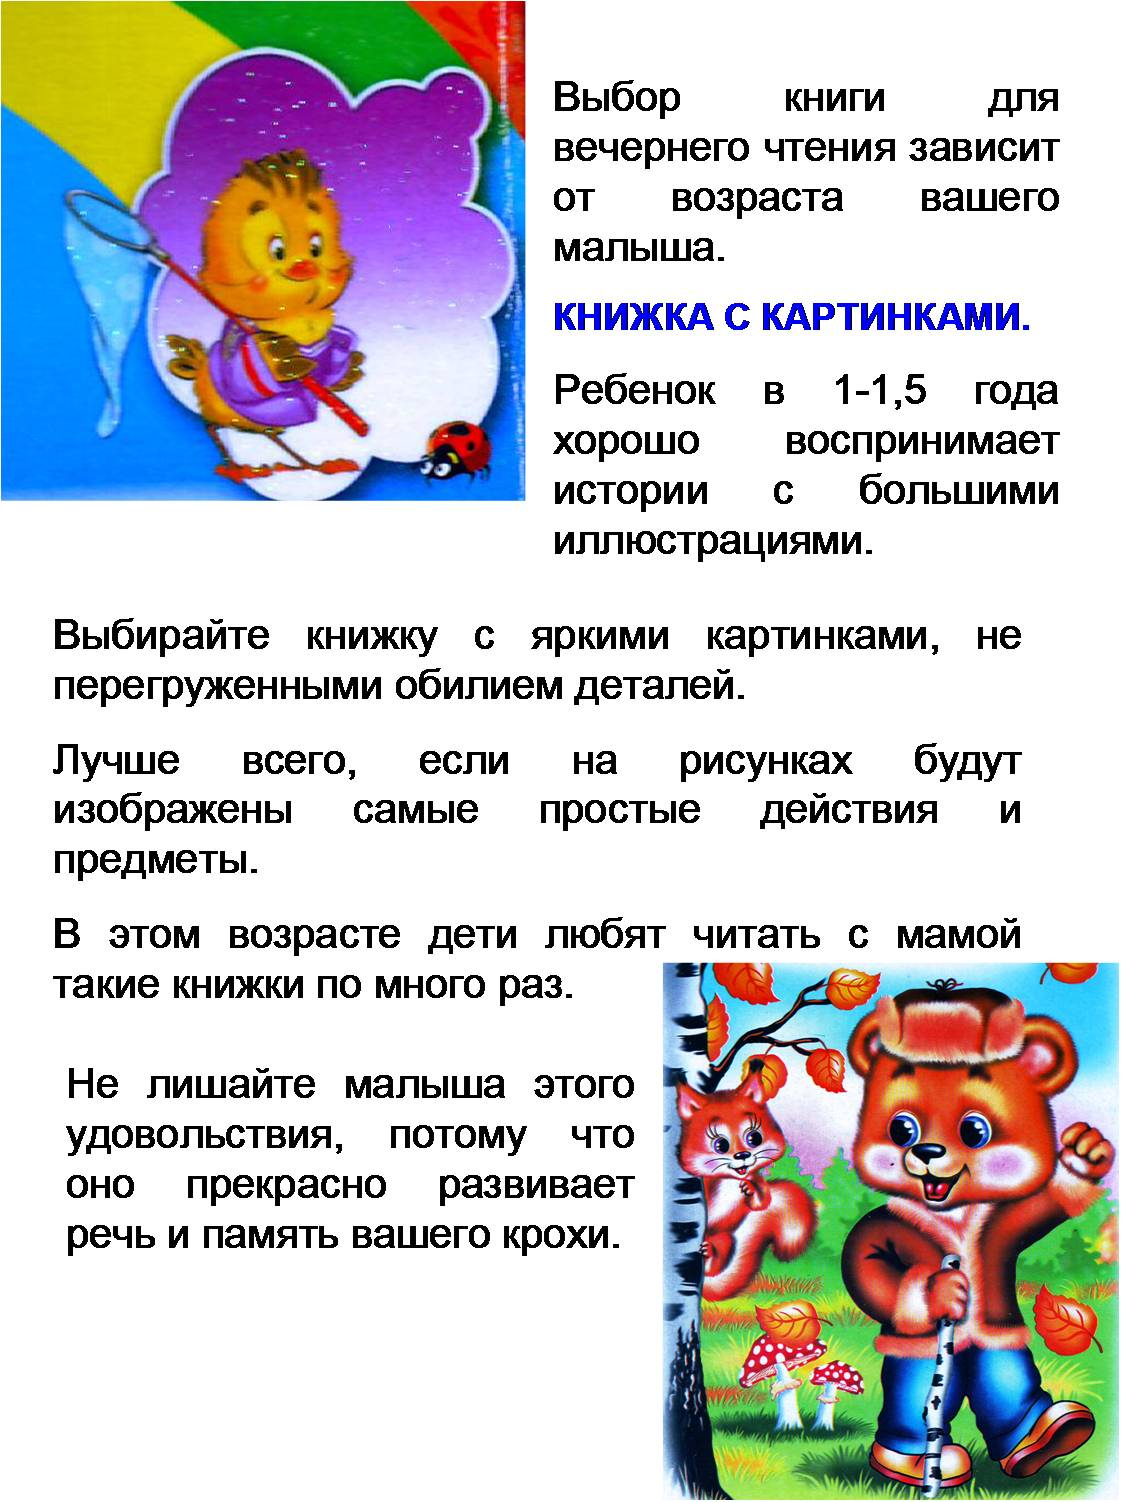 Выбор книги для
вечернего чтения зависит
от возраста вашего
малыша.
КНИЖКА С КАРТИНКАМИ.
Ребенок в 1-1,5 года
хорошо воспринимает
истории с большими
иллюстрациями.
Выбирайте книжку с яркими картинками, не
перегруженными обилием деталей.
Лучше всего, если на рисунках будут
изображены самые простые действия и
предметы.
В этом возрасте дети любят читать с мамой
такие книжки по много раз.
Не лишайте малыша этого
удовольствия, потому что
оно прекрасно развивает
речь и память вашего крохи.